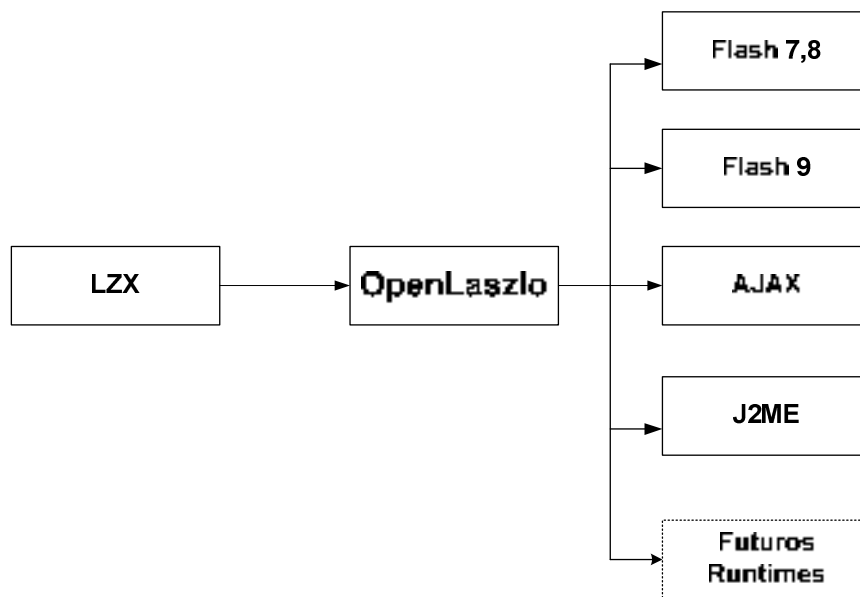 Flash 7,8
Flash 9
LZX
OpenLaszlo
AJAX
J2ME
Futuros
Runtimes